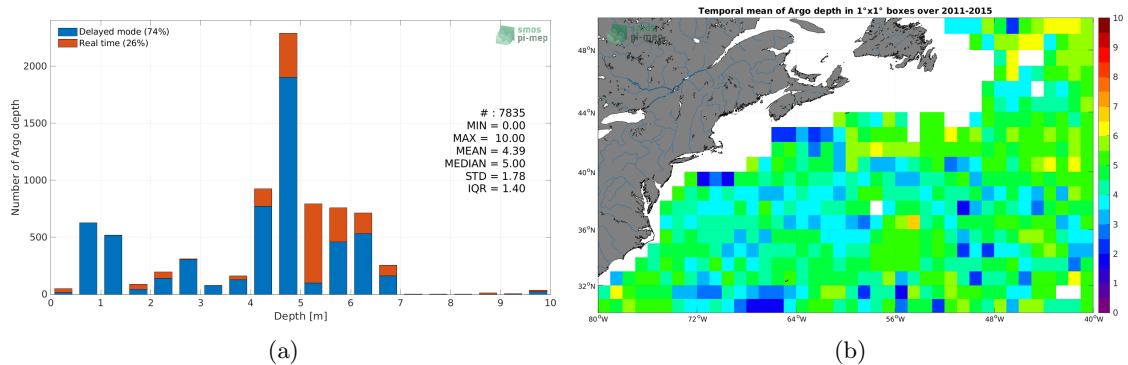 Delayed mode (74%)
Real time (26%)
smos
pi-mep
2000
1500
1000
500
0
Number of Argo depth
# : 7835
MIN = 0.00
MAX = 10.00
MEAN = 4.39
MEDIAN = 5.00
STD = 1.78
IQR = 1.40
0 1 2 3 4 5 6 7 8 9 10
Depth [m]
(a)
Temporal mean of Argo depth in 1°x1° boxes over 2011-2015
smos
pi-mep
48°N
44°N
40°N
36°N
32°N
80°W 72°W 64°W 56°W 48°W 40°W
10
9
8
7
6
5
4
3
2
1
0
(b)